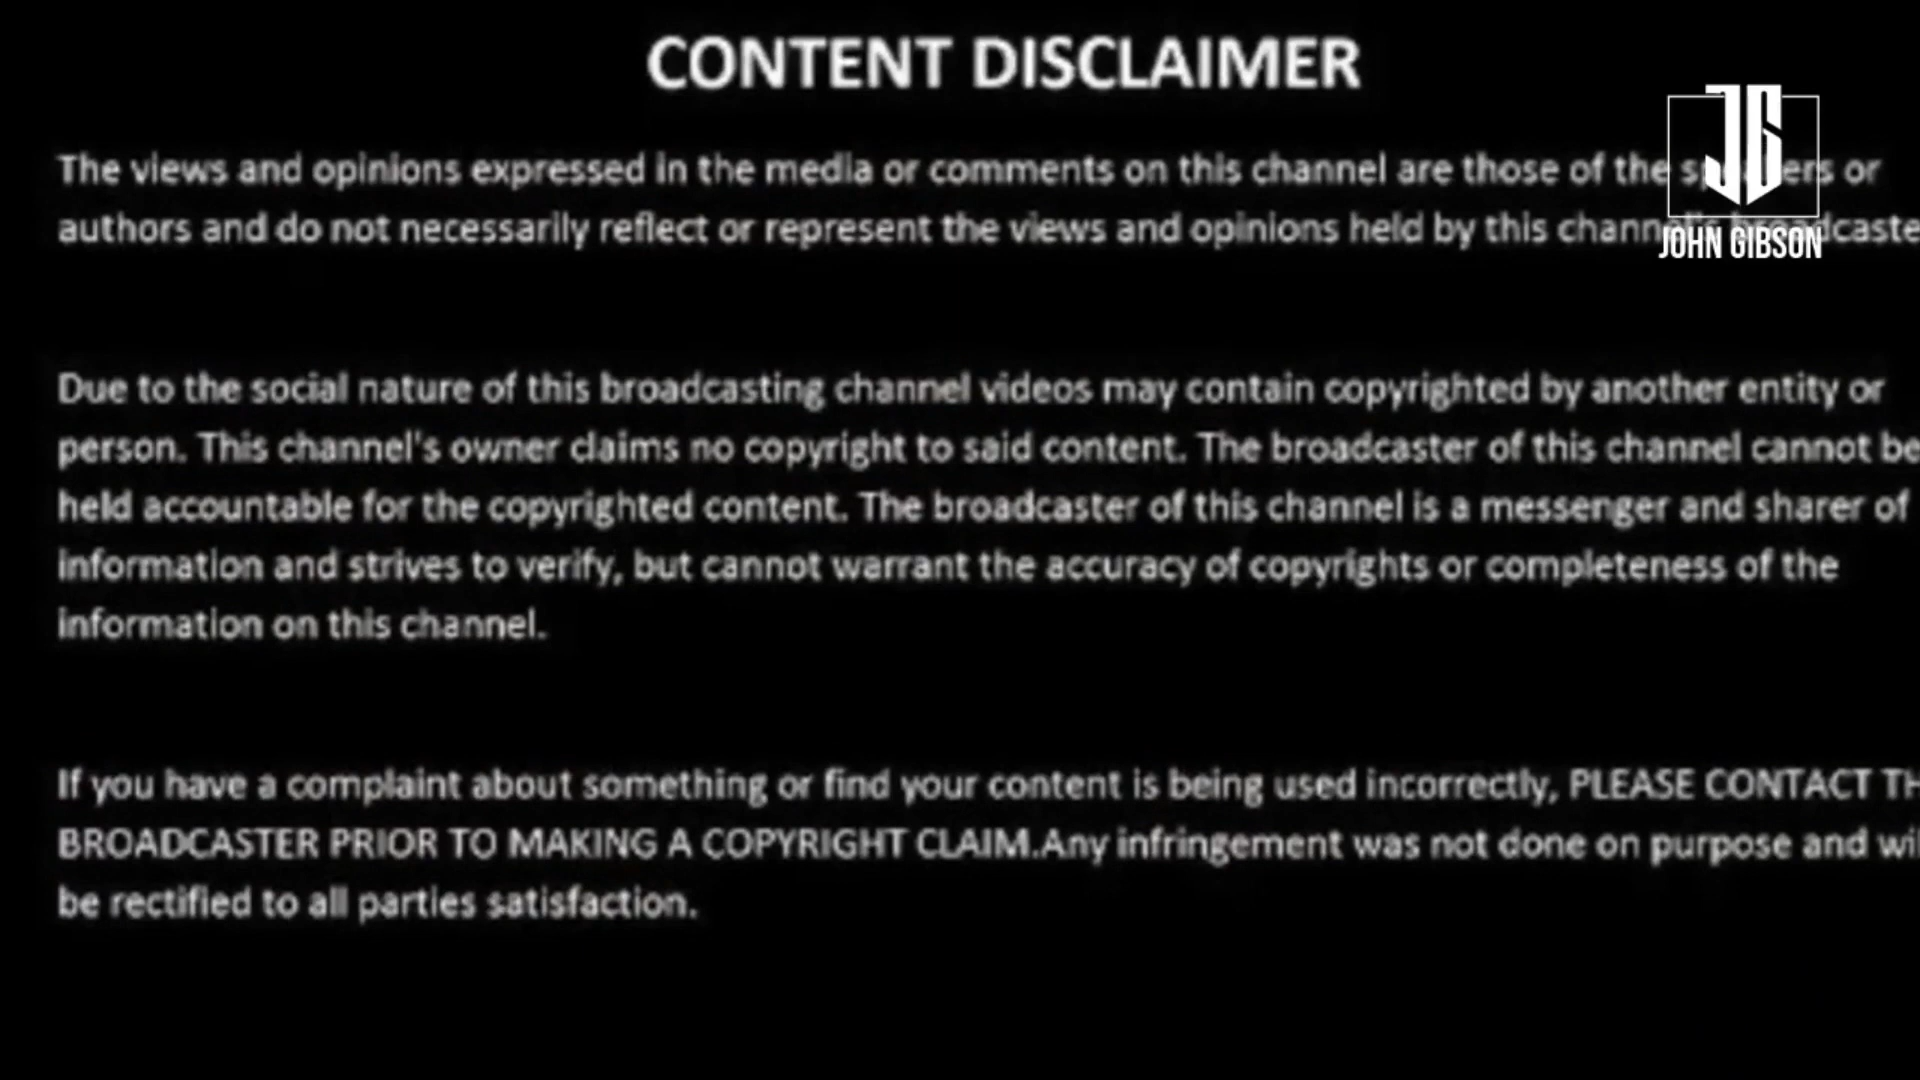 CONTENT DISCLAIMER
The views and opinions expressed in the media or comments on this channel are those of the or
authors and do not necessarily reflect or represent the views and opinions held by this
JG
JOHN GIBSON
Due to the social nature of this broadcasting channel videos may contain copyrighted by another entity or
person. This channel's owner claims no copyright to said content. The broadcaster of this channel cannot be
held accountable for the copyrighted content. The broadcaster of this channel is a messenger and sharer of
information and strives to verify, but cannot warrant the accuracy of copyrights or completeness of the
information on this channel.
If you have a complaint about something or find your content is being used incorrectly, PLEASE CONTACT
BROADCASTER PRIOR TO MAKING A COPYRIGHT CLAIM.Any infringement was not done on purpose and
be rectified to all parties satisfaction.